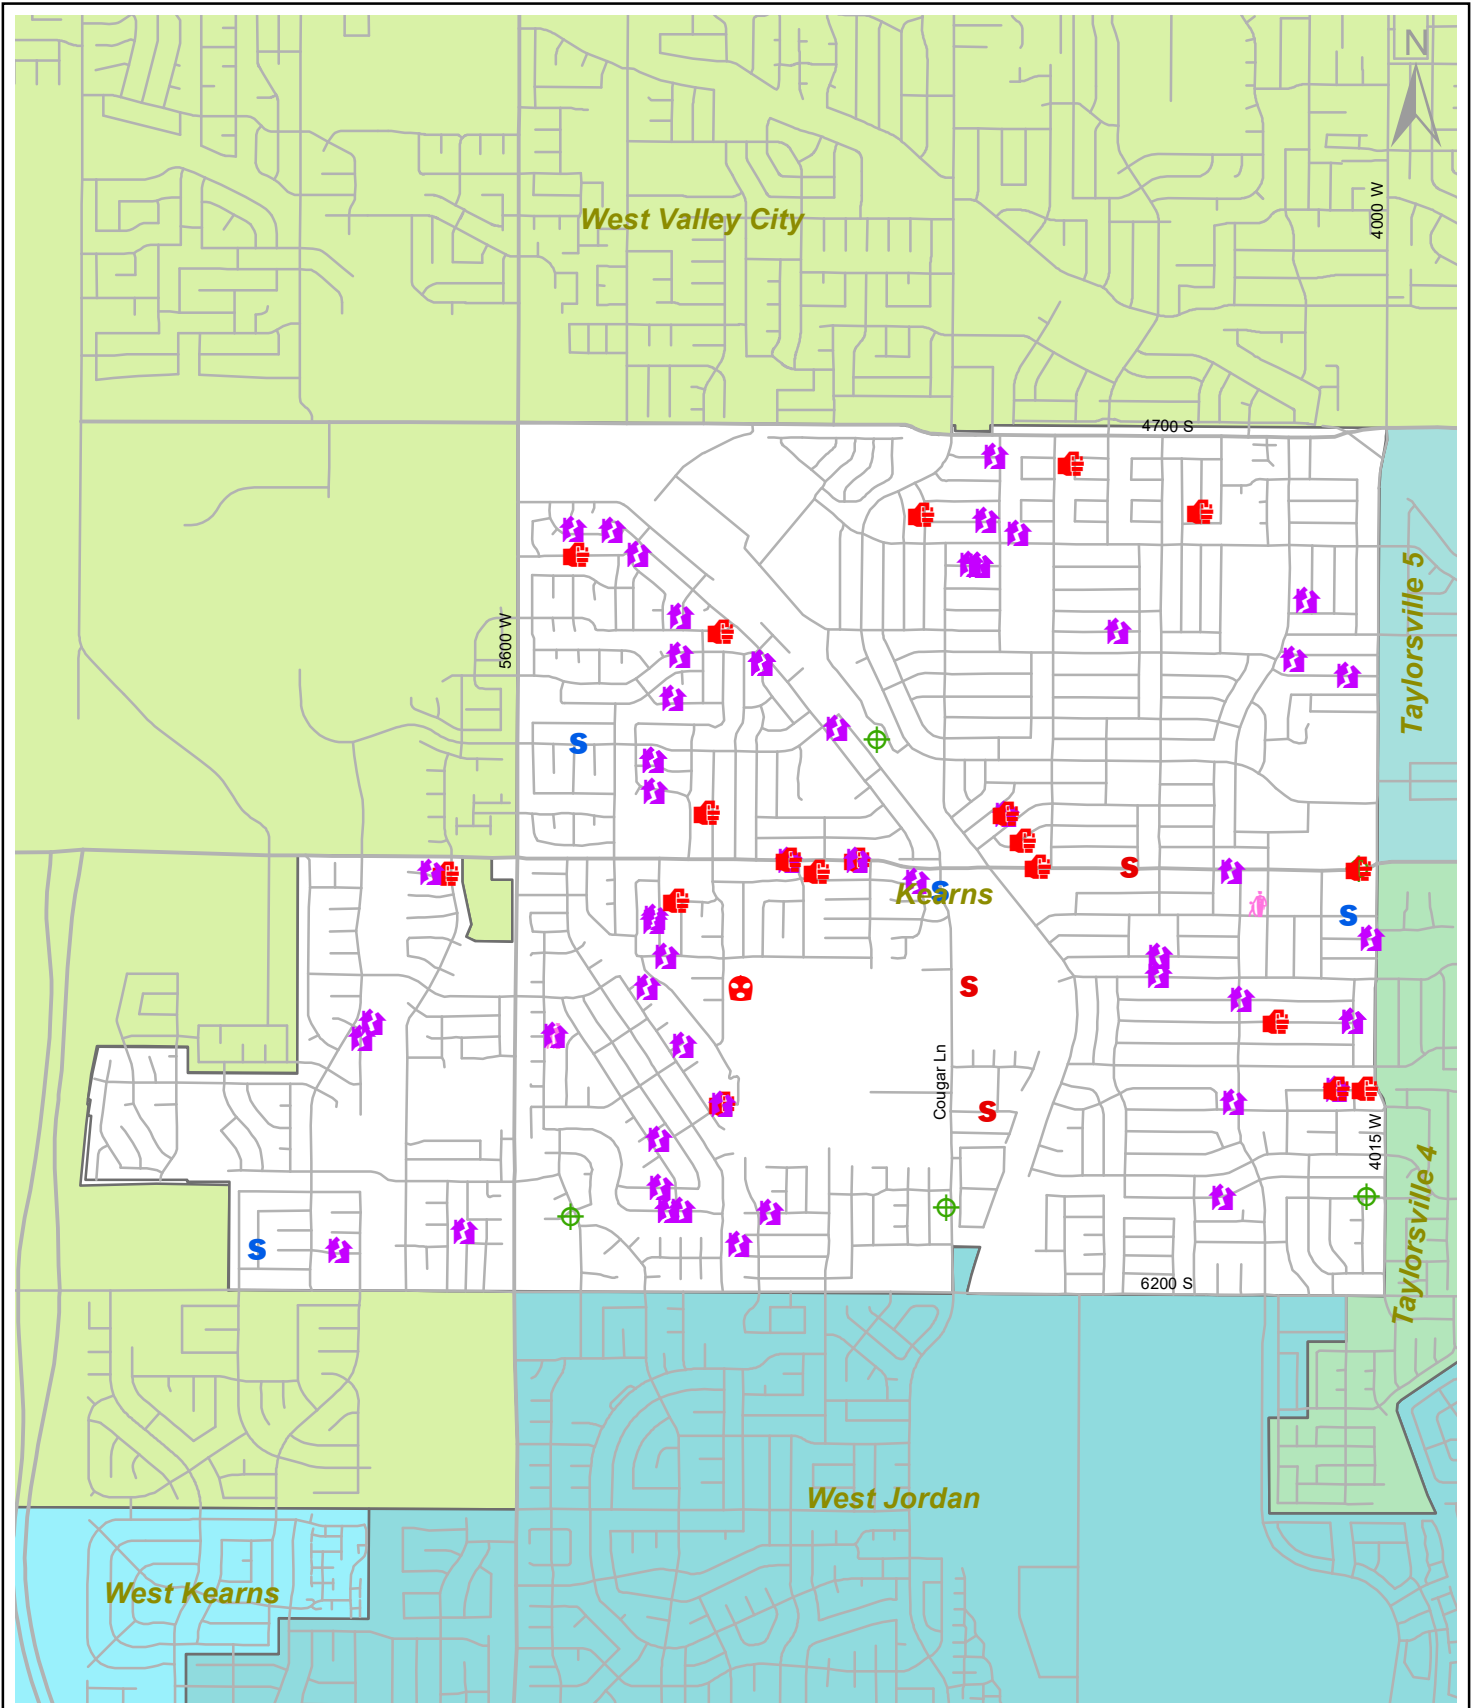 N
4000 W
West Valley City
4700 S
Taylorsville 5
5600 W
S
S
S
Kearns
S
S
Cougar Ln
S
4015 W
Taylorsville 4
S
6200 S
West Jordan
West Kearns